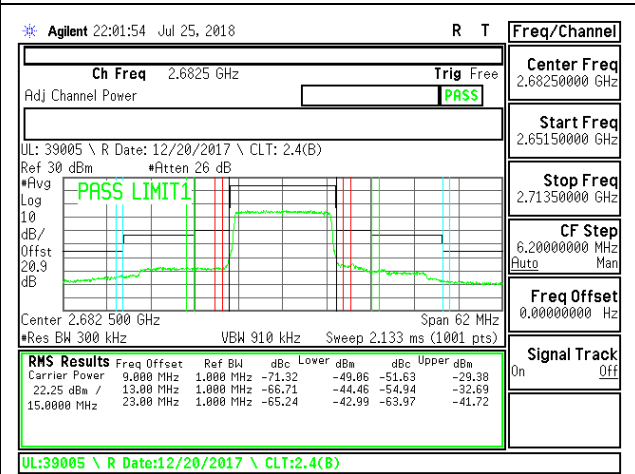 Agilent 22:01:54 Jul 25, 2018 R T
Freq/Channel
Ch Freq 2.6825 GHz Trig Free
Adj Channel Power PASS
UL: 39005 \ R Date: 12/20/2017 \ CLT: 2.4(B)
Ref 30 dBm #Atten 26 dB
#Avg
Log
10
dB/
Offst
20.9
dB
PASS LIMIT1
Center 2.682 500 GHz Span 62 MHz
#Res BW 300 kHz VBW 910 kHz Sweep 2.133 ms (1001 pts)
RMS Results Freq Offset Ref BW dBc Lower dBm dBc Upper dBm
Carrier Power 9.000 MHz 1.000 MHz -71.32 -49.06 -51.63 -29.38
22.25 dBm / 13.00 MHz 1.000 MHz -66.71 -44.46 -54.94 -32.69
15.0000 MHz 23.00 MHz 1.000 MHz -65.24 -42.99 -63.97 -41.72
UL:39005 \ R Date:12/20/2017 \ CLT:2.4(B)
Center Freq
2.68250000 GHz
Start Freq
2.65150000 GHz
Stop Freq
2.71350000 GHz
CF Step
6.20000000 MHz
Auto Man
Freq Offset
0.00000000 Hz
Signal Track
On Off